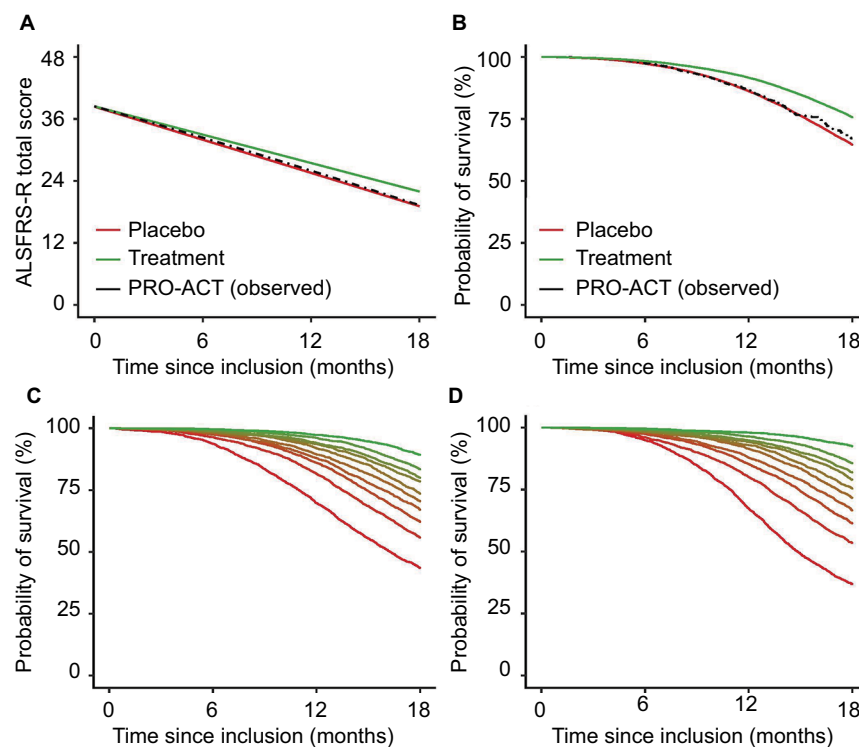 A
ALSFRS-R total score
48
36
24
12
0
Placebo
Treatment
PRO-ACT (observed)
0 6 12 18
Time since inclusion (months)
B
Probability of survival (%)
100
75
50
25
0
Placebo
Treatment
PRO-ACT (observed)
0 6 12 18
Time since inclusion (months)
C
Probability of survival (%)
100
75
50
25
0
0 6 12 18
Time since inclusion (months)
D
Probability of survival (%)
100
75
50
25
0
0 6 12 18
Time since inclusion (months)